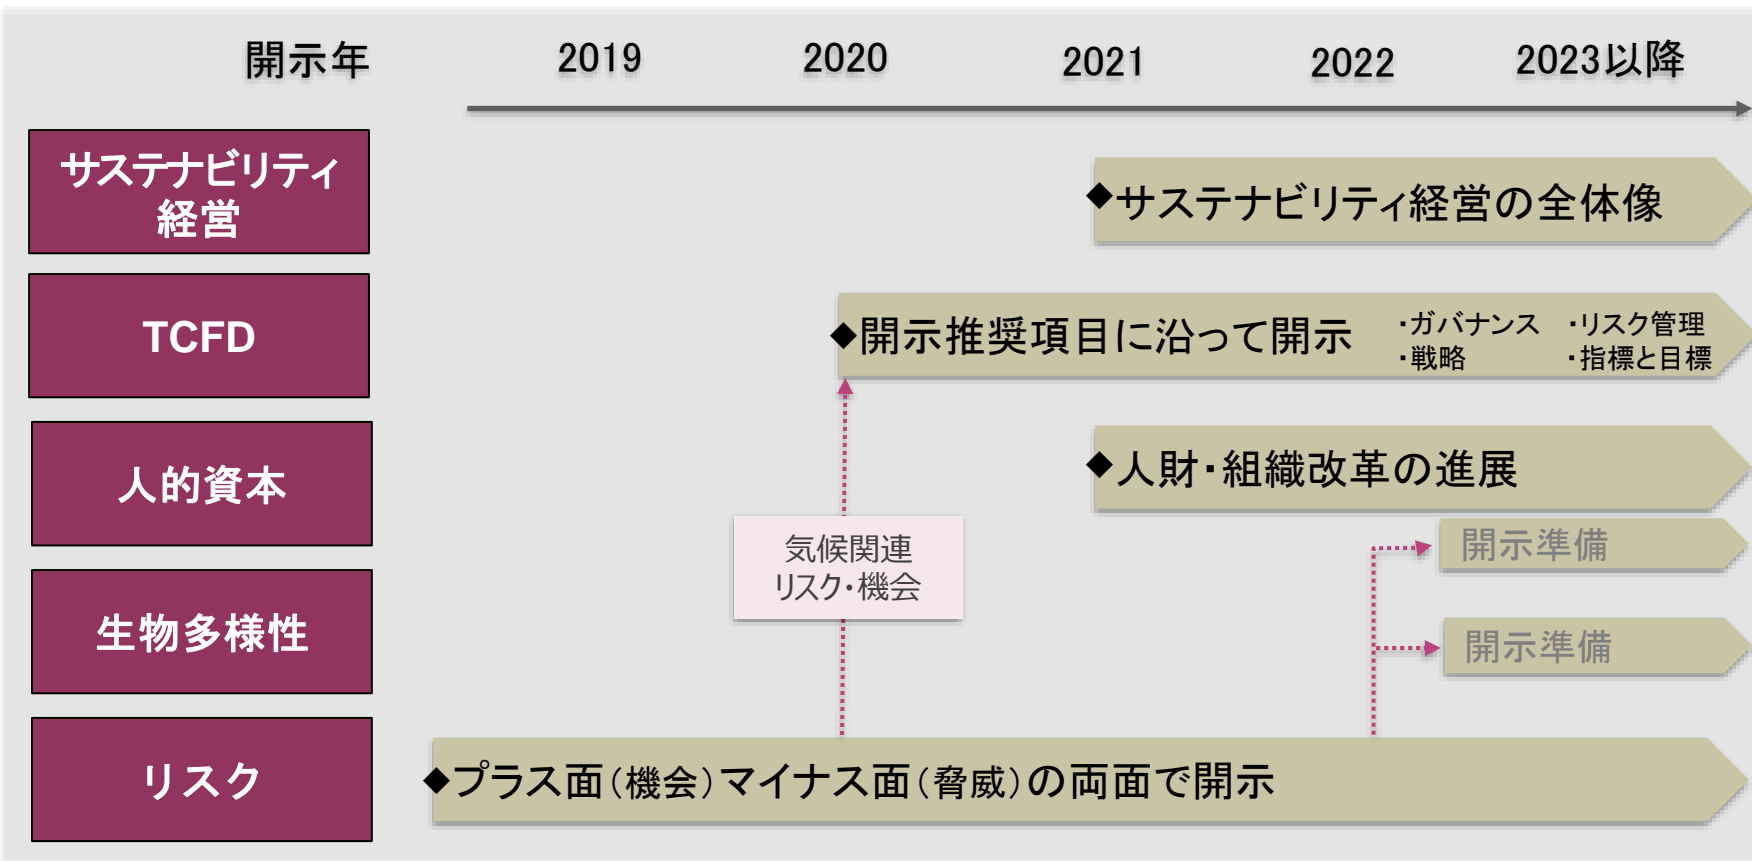 開示年 2019 2020 2021 2022 2023以降
サステナビリティ
経営
◆サステナビリティ経営の全体像
TCFD
◆開示推奨項目に沿って開示
・ガバナンス ・リスク管理
・戦略 ・指標と目標
人的資本
◆人財・組織改革の進展
開示準備
気候関連
リスク・機会
生物多様性
開示準備
リスク
◆プラス面(機会)マイナス面(脅威)の両面で開示